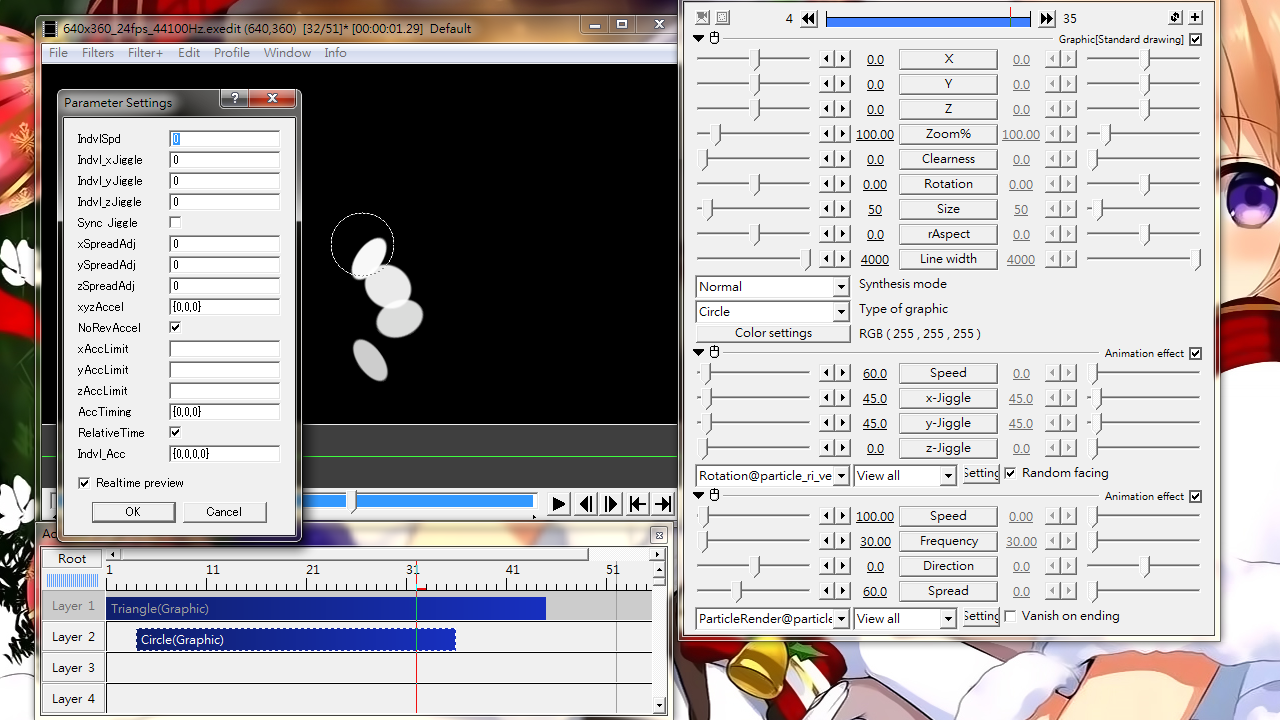 640x360_24fps_44100Hz.exedit (640,360) [32/51]* [00:00:01.29] Default
File Filters Filter+ Edit Profile Window Info
Parameter Settings
IndvlSpd 0
Indvl_xJiggle 0
Indvl_yJiggle 0
Indvl_zJiggle 0
Sync Jiggle
xSpreadAdj 0
ySpreadAdj 0
zSpreadAdj 0
xyzAccel {0,0,0}
NoRevAccel
xAccLimit
yAccLimit
zAccLimit
AccTiming {0,0,0}
RelativeTime
Indvl_Acc {0,0,0,0}
Realtime preview
OK Cancel
Root
1 11 21 31 41 51
Layer 1 Triangle(Graphic)
Layer 2 Circle(Graphic)
Layer 3
Layer 4
4 35
Graphic[Standard drawing]
0.0 X 0.0
0.0 Y 0.0
0.0 Z 0.0
100.00 Zoom% 100.00
0.0 Clearness 0.0
0.00 Rotation 0.00
50 Size 50
0.0 rAspect 0.0
4000 Line width 4000
Normal Synthesis mode
Circle Type of graphic
Color settings RGB ( 255 , 255 , 255 )
Animation effect
60.0 Speed 0.0
45.0 x-Jiggle 45.0
45.0 y-Jiggle 45.0
0.0 z-Jiggle 0.0
Rotation@particle_ri_ve View all Setting Random facing
Animation effect
100.00 Speed 0.00
30.00 Frequency 30.00
0.0 Direction 0.0
60.0 Spread 0.0
ParticleRender@particle View all Setting Vanish on ending